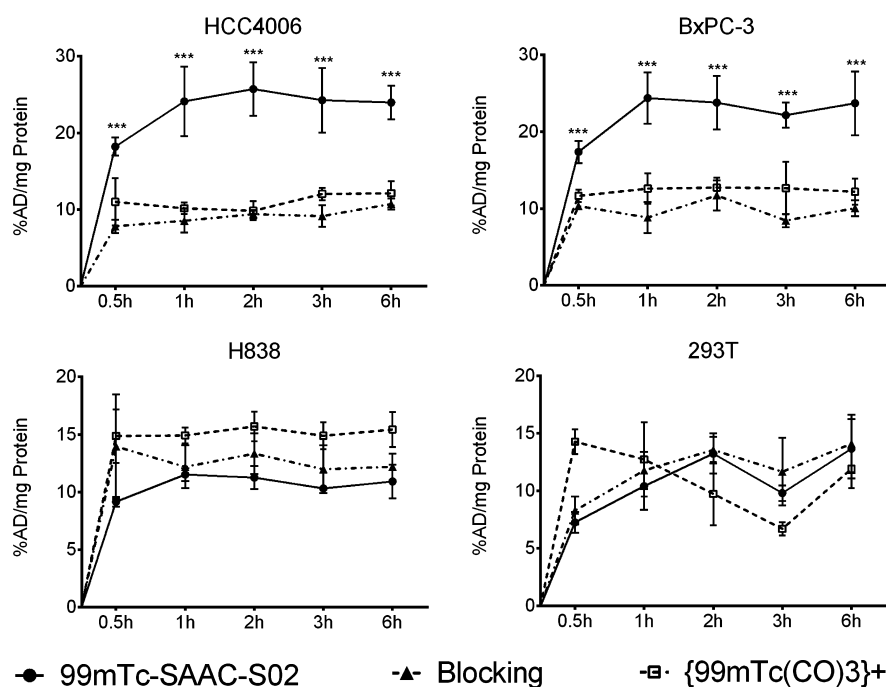 HCC4006
%AD/mg Protein
30
20
10
0
***
***
***
***
***
0.5h 1h 2h 3h 6h
BxPC-3
%AD/mg Protein
30
20
10
0
***
***
***
***
***
0.5h 1h 2h 3h 6h
H838
%AD/mg Protein
20
15
10
5
0
0.5h 1h 2h 3h 6h
293T
%AD/mg Protein
20
15
10
5
0
0.5h 1h 2h 3h 6h
99mTc-SAAC-S02 Blocking {99mTc(CO)3}+